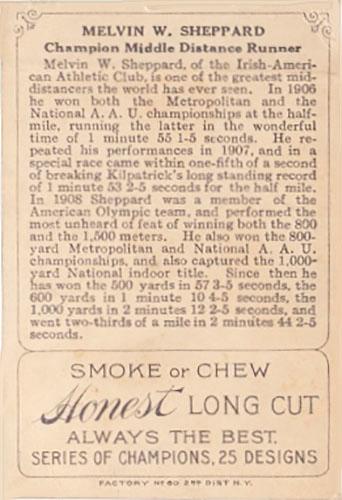 MELVIN W. SHEPPARD
Champion Middle Distance Runner
Melvin W. Sheppard, of the Irish-Ameri-
can Athletic Club, is one of the greatest mid-
distancers the world has ever seen. In 1906
he won both the Metropolitan and the
National A. A. U. championships at the half-
mile, running the latter in the wonderful
time of 1 minute 55 1-5 seconds. He re-
peated his performances in 1907, and in a
special race came within one-fifth of a second
of breaking Kilpatrick's long standing record
of 1 minute 53 2-5 seconds for the half mile.
In 1908 Sheppard was a member of the
American Olympic team, and performed the
most unheard of feat of winning both the 800
and the 1,500 meters. He also won the 800-
yard Metropolitan and National A. A. U.
championships, and also captured the 1,000-
yard National indoor title. Since then he
has won the 500 yards in 57 3-5 seconds, the
600 yards in 1 minute 10 4-5 seconds, the
1,000 yards in 2 minutes 12 2-5 seconds, and
went two-thirds of a mile in 2 minutes 44 2-5
seconds.
SMOKE or CHEW
Honest LONG CUT
ALWAYS THE BEST.
SERIES OF CHAMPIONS, 25 DESIGNS
FACTORY No 60 2ND DIST N.Y.